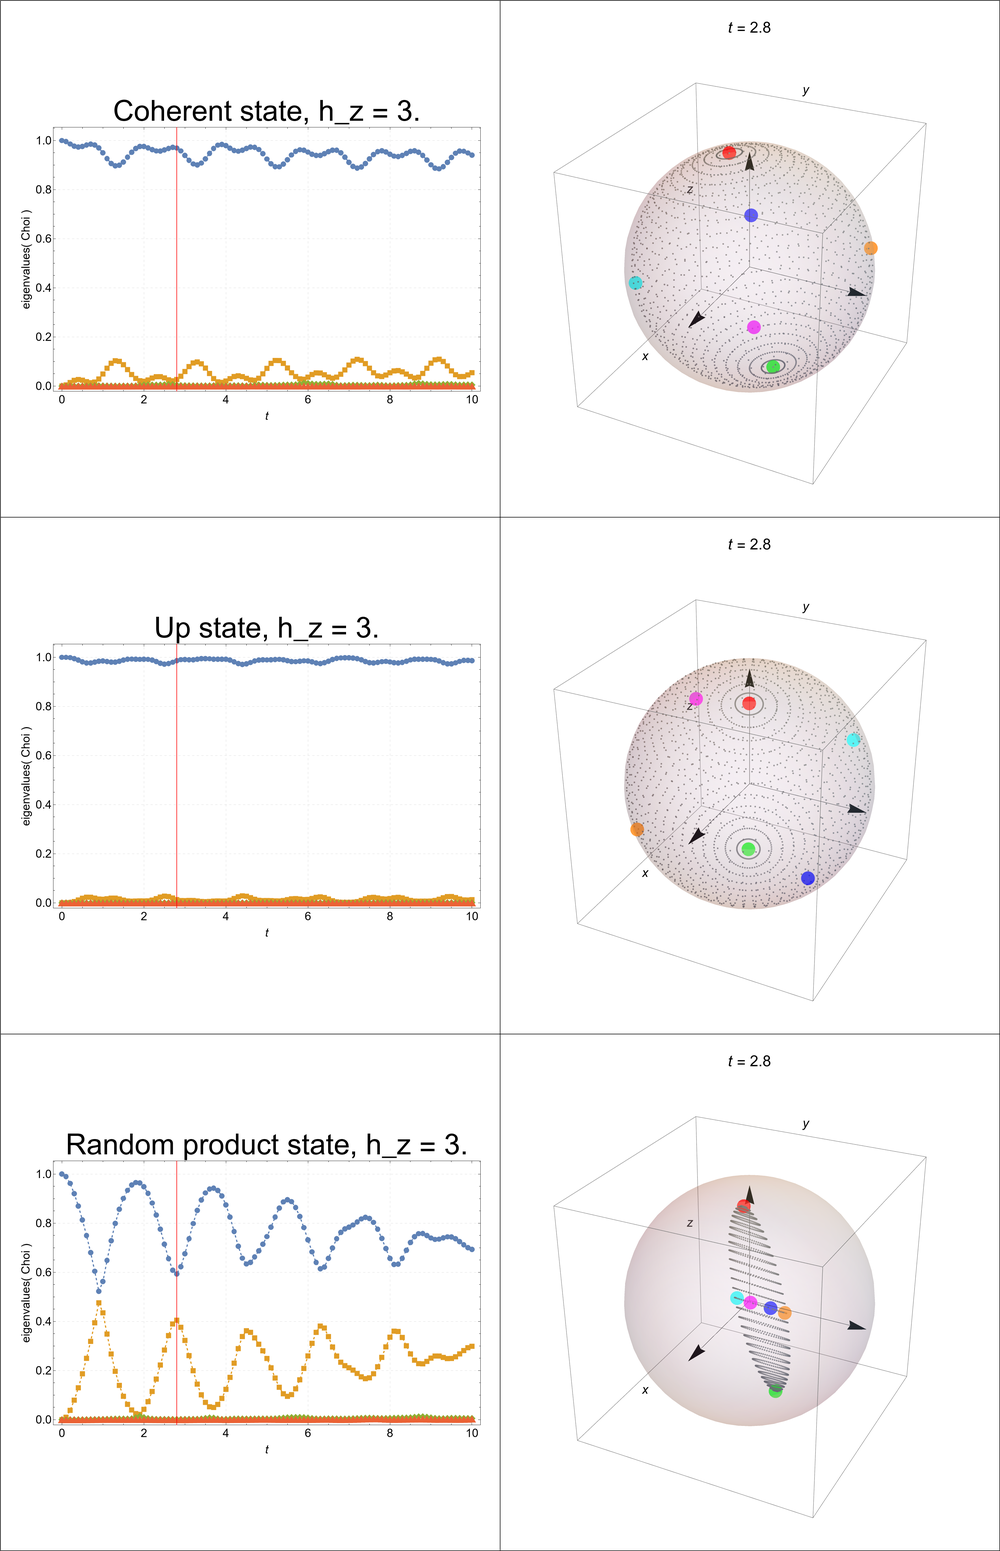 t = 2.8
Coherent state, h_z = 3.
eigenvalues( Choi )
1.0
0.8
0.6
0.4
0.2
0.0
0 2 4 6 8 10
t
y
z
x
t = 2.8
Up state, h_z = 3.
eigenvalues( Choi )
1.0
0.8
0.6
0.4
0.2
0.0
0 2 4 6 8 10
t
y
z
x
t = 2.8
Random product state, h_z = 3.
eigenvalues( Choi )
1.0
0.8
0.6
0.4
0.2
0.0
0 2 4 6 8 10
t
y
z
x